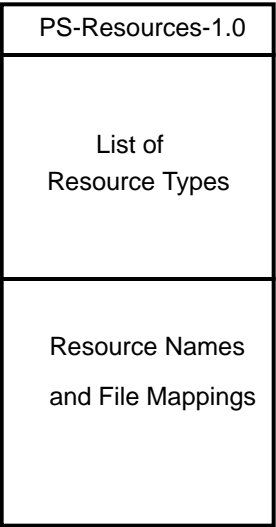 PS-Resources-1.0
List of
Resource Types
Resource Names
and File Mappings